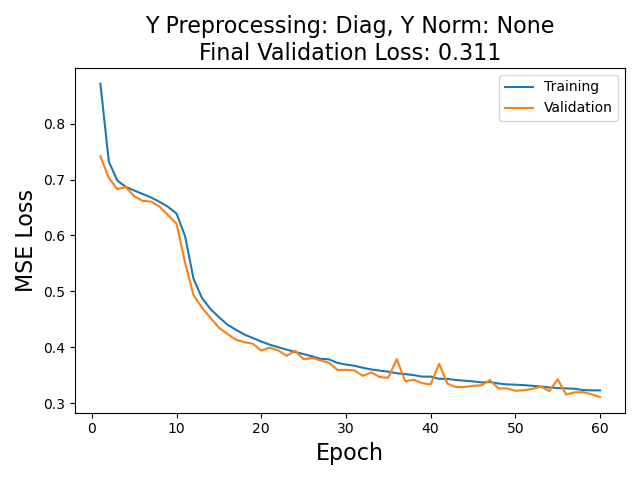 Y Preprocessing: Diag, Y Norm: None
Final Validation Loss: 0.311
Training
Validation
MSE Loss
0.8
0.7
0.6
0.5
0.4
0.3
0 10 20 30 40 50 60
Epoch